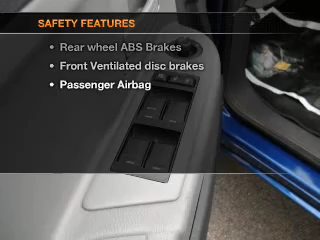 SAFETY FEATURES
• Rear wheel ABS Brakes
• Front Ventilated disc brakes
• Passenger Airbag